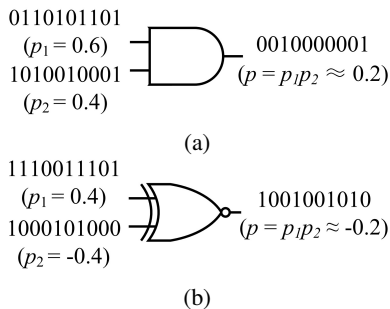 0110101101
(p₁ = 0.6)
1010010001
(p₂ = 0.4)
0010000001
(p = p₁p₂ ≈ 0.2)
(a)
1110011101
(p₁ = 0.4)
1000101000
(p₂ = -0.4)
1001001010
(p = p₁p₂ ≈ -0.2)
(b)